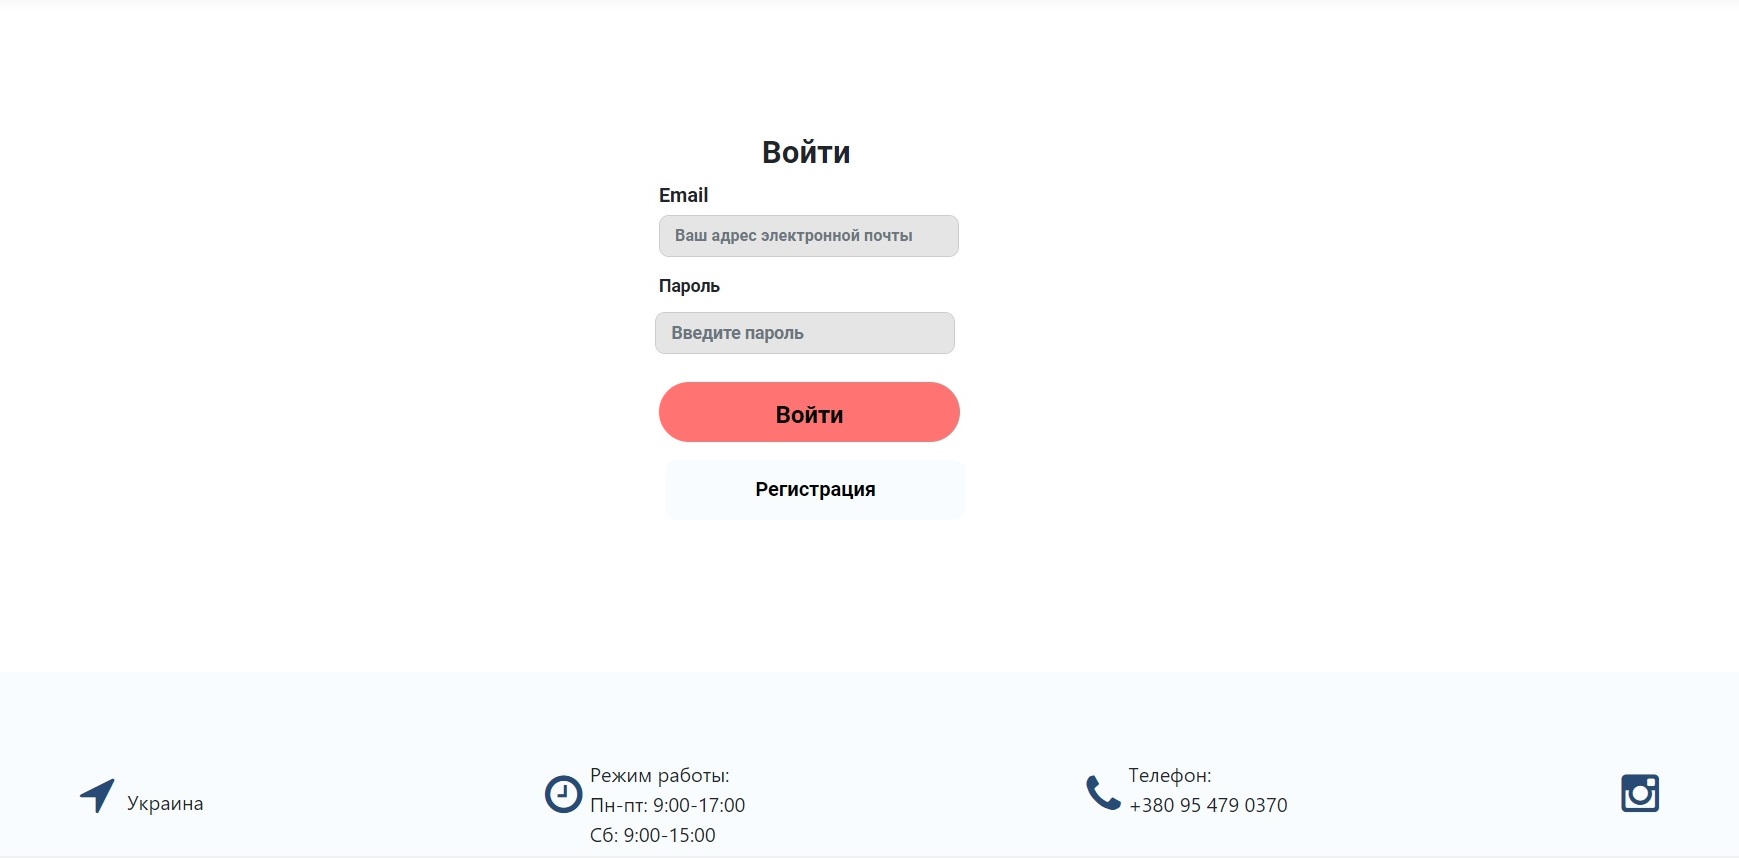 Войти
Email
Ваш адрес электронной почты
Пароль
Введите пароль
Войти
Регистрация
Украина
Режим работы:
Пн-пт: 9:00-17:00
Сб: 9:00-15:00
Телефон:
+380 95 479 0370